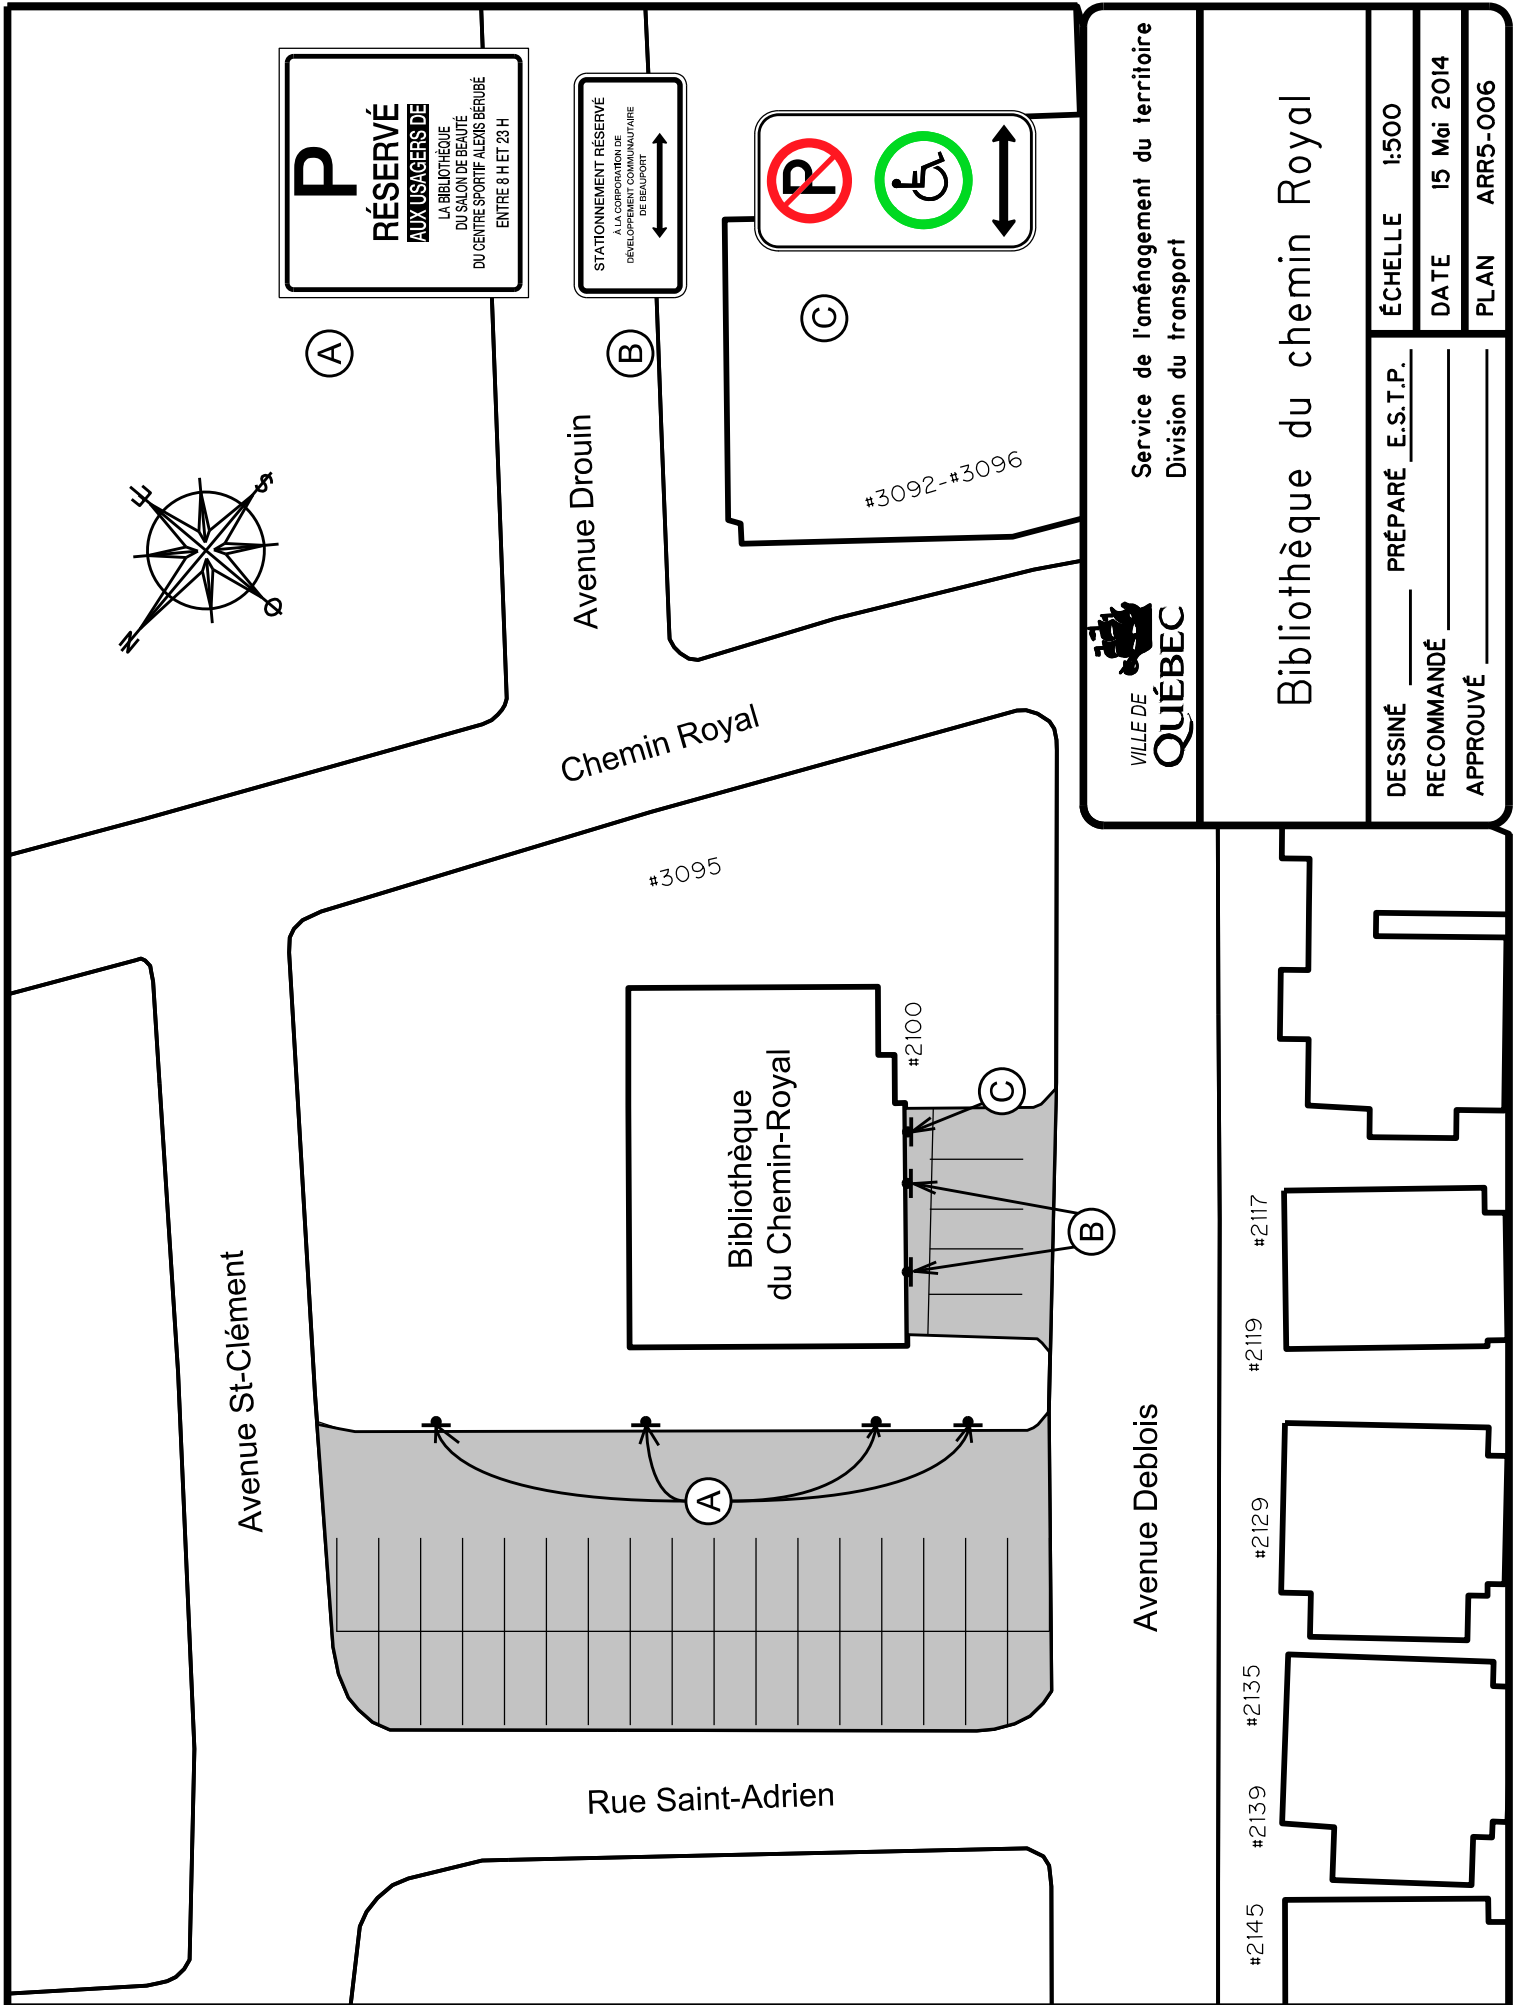 P
RÉSERVÉ
AUX USAGERS DE
LA BIBLIOTHÈQUE
DU SALON DE BEAUTÉ
DU CENTRE SPORTIF ALEXIS BÉRUBÉ
ENTRE 8 H ET 23 H
A
STATIONNEMENT RÉSERVÉ
À LA CORPORATION DE
DÉVELOPPEMENT COMMUNAUTAIRE
DE BEAUPORT
B
P
C
N
E
S
O
Avenue Drouin
#3092-#3096
Chemin Royal
#3095
Avenue St-Clément
Bibliothèque
du Chemin-Royal
#2100
C
B
A
Rue Saint-Adrien
Avenue Deblois
#2117
#2119
#2129
#2135
#2139
#2145
VILLE DE
QUÉBEC
Service de l'aménagement du territoire
Division du transport
Bibliothèque du chemin Royal
DESSINÉ PRÉPARÉ E.S.T.P.
RECOMMANDÉ
APPROUVÉ
ÉCHELLE 1:500
DATE 15 Mai 2014
PLAN ARR5-006